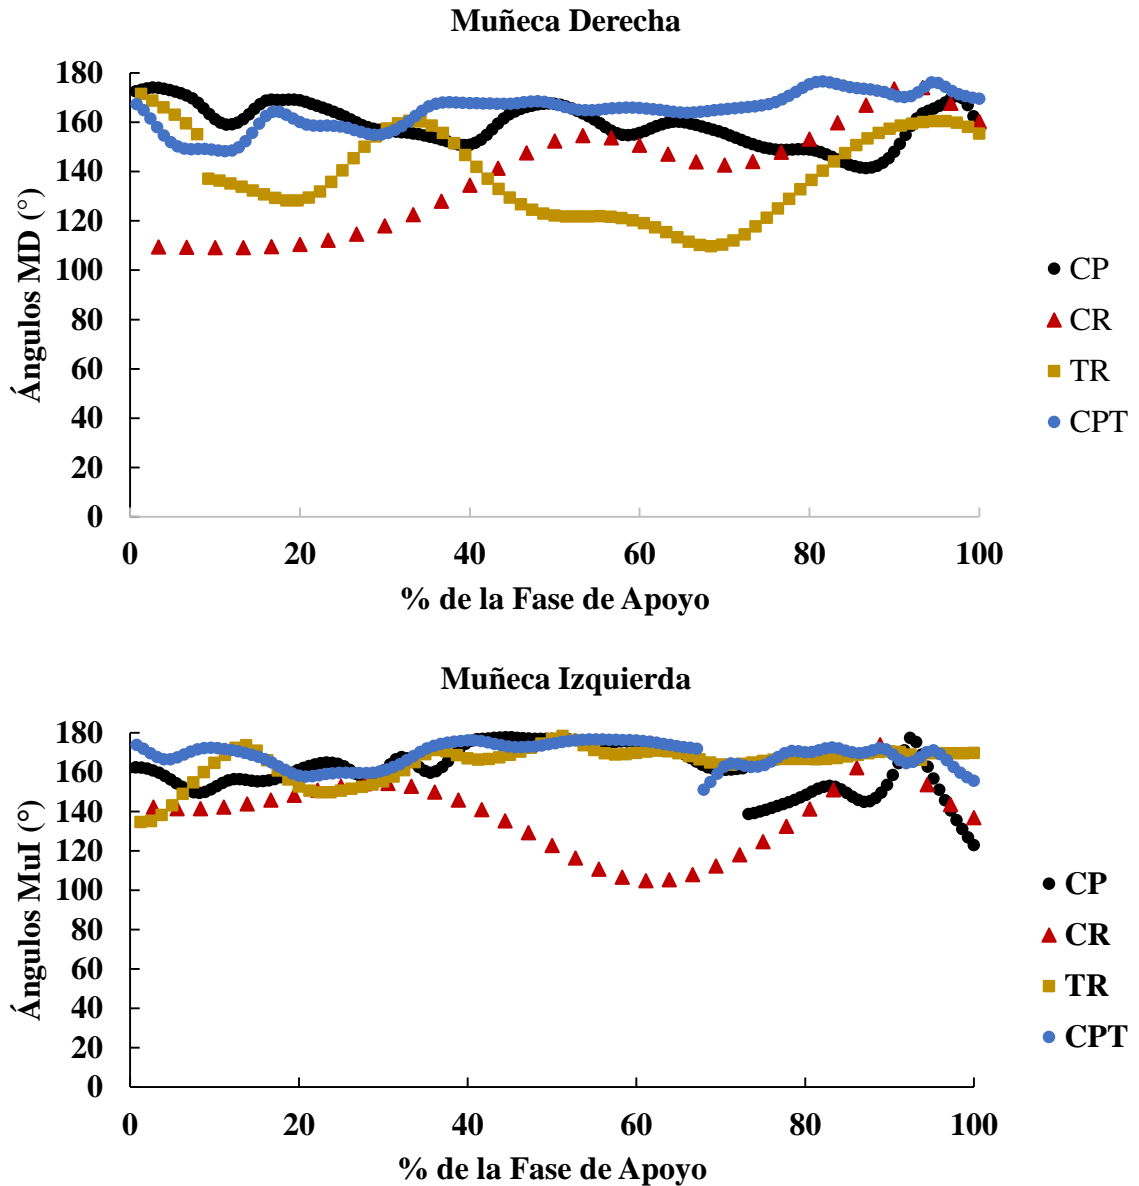 Muñeca Derecha
Ángulos MD (°)
180
160
140
120
100
80
60
40
20
0
0 20 40 60 80 100
% de la Fase de Apoyo
CP
CR
TR
CPT
Muñeca Izquierda
Ángulos MuI (°)
180
160
140
120
100
80
60
40
20
0
0 20 40 60 80 100
% de la Fase de Apoyo
CP
CR
TR
CPT